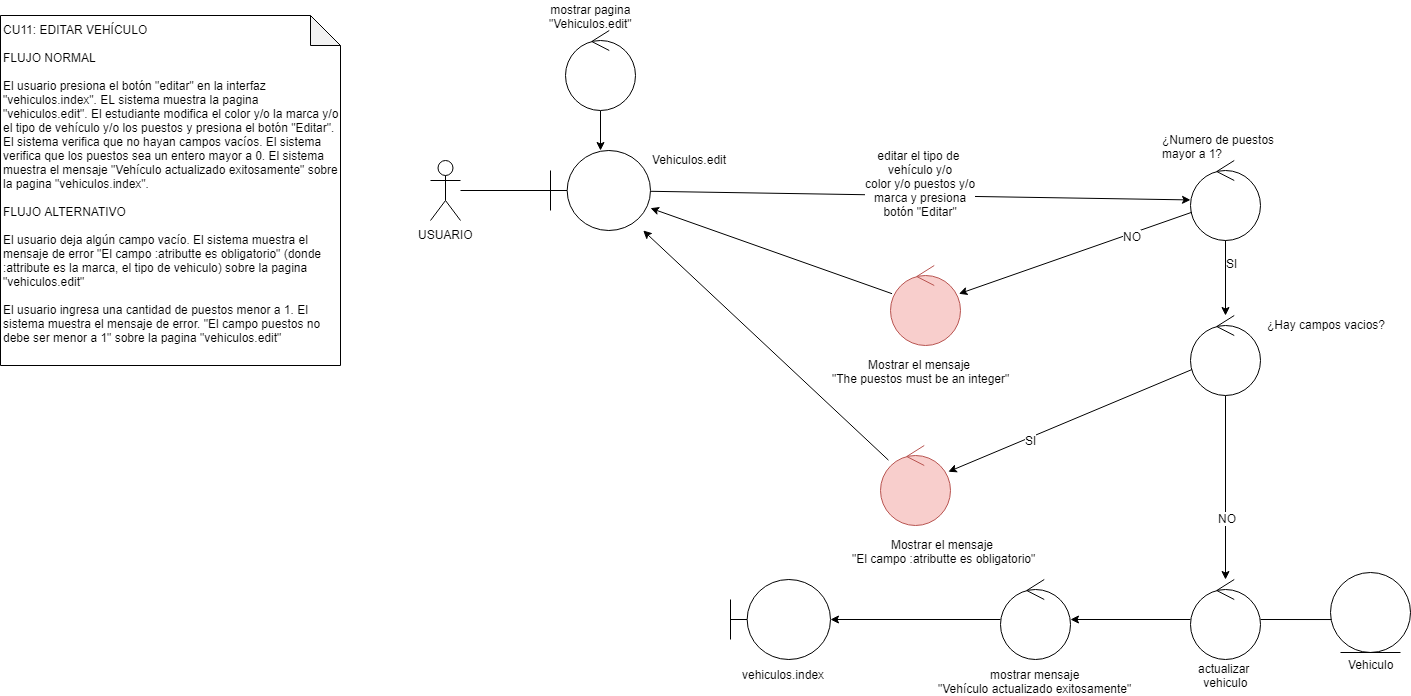 CU11: EDITAR VEHÍCULO
FLUJO NORMAL
El usuario presiona el botón "editar" en la interfaz
"vehiculos.index". EL sistema muestra la pagina
"vehiculos.edit". El estudiante modifica el color y/o la marca y/o
el tipo de vehículo y/o los puestos y presiona el botón "Editar".
El sistema verifica que no hayan campos vacíos. El sistema
verifica que los puestos sea un entero mayor a 0. El sistema
muestra el mensaje "Vehículo actualizado exitosamente" sobre
la pagina "vehiculos.index".
FLUJO ALTERNATIVO
El usuario deja algún campo vacío. El sistema muestra el
mensaje de error "El campo :atributte es obligatorio" (donde
:attribute es la marca, el tipo de vehiculo) sobre la pagina
"vehiculos.edit"
El usuario ingresa una cantidad de puestos menor a 1. El
sistema muestra el mensaje de error. "El campo puestos no
debe ser menor a 1" sobre la pagina "vehiculos.edit"
mostrar pagina
"Vehiculos.edit"
Vehiculos.edit
USUARIO
editar el tipo de
vehículo y/o
color y/o puestos y/o
marca y presiona
botón "Editar"
¿Numero de puestos
mayor a 1?
NO
SI
Mostrar el mensaje
"The puestos must be an integer"
¿Hay campos vacios?
SI
NO
Mostrar el mensaje
"El campo :atributte es obligatorio"
vehiculos.index
mostrar mensaje
"Vehículo actualizado exitosamente"
actualizar
vehiculo
Vehiculo